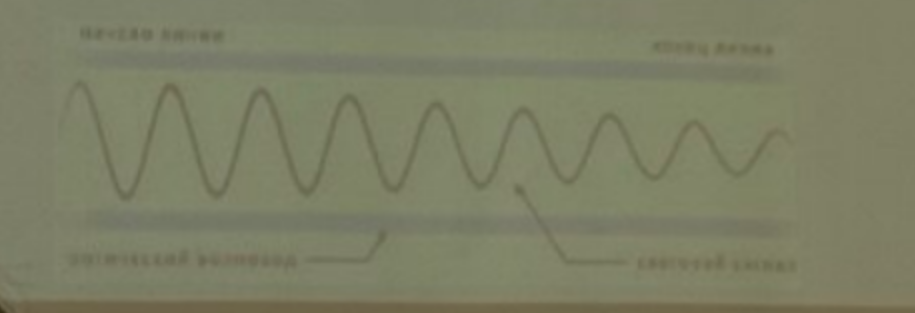 начало линии
конец линии
оптический волновод
световой сигнал